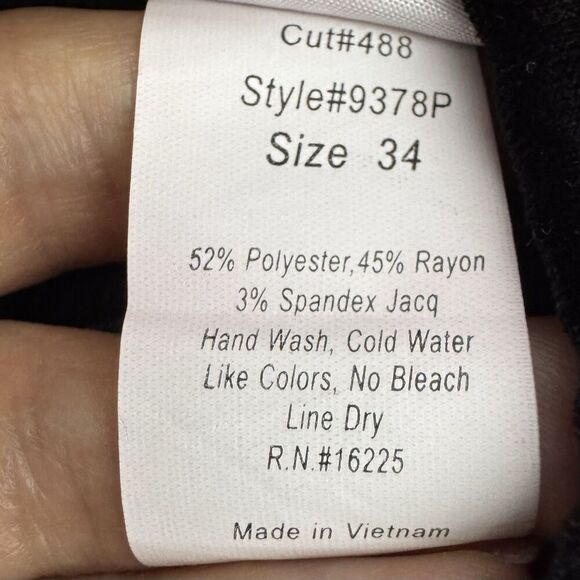 Cut#488
Style#9378P
Size 34
52% Polyester,45% Rayon
3% Spandex Jacq
Hand Wash, Cold Water
Like Colors, No Bleach
Line Dry
R.N.#16225
Made in Vietnam